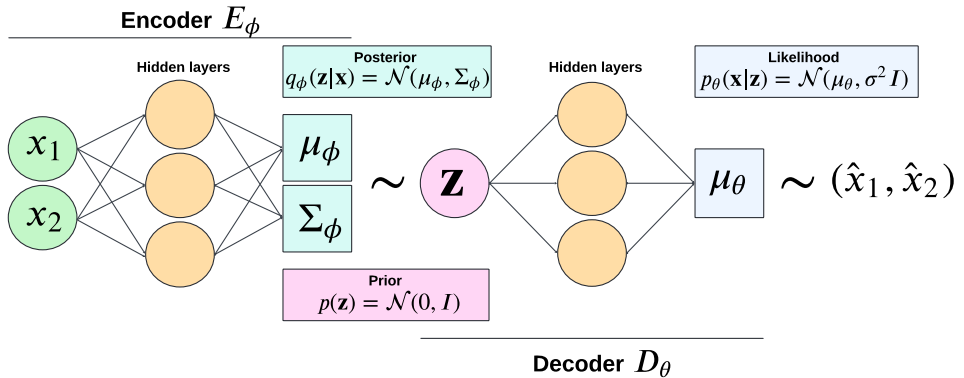 Encoder E_ϕ
Hidden layers
Posterior
q_ϕ(𝐳|𝐱) = 𝒩(μ_ϕ, Σ_ϕ)
x_1
x_2
μ_ϕ
Σ_ϕ
∼
Prior
p(𝐳) = 𝒩(0, I)
Hidden layers
𝐳
Likelihood
p_θ(𝐱|𝐳) = 𝒩(μ_θ, σ² I)
μ_θ
∼ (x̂_1, x̂_2)
Decoder D_θ